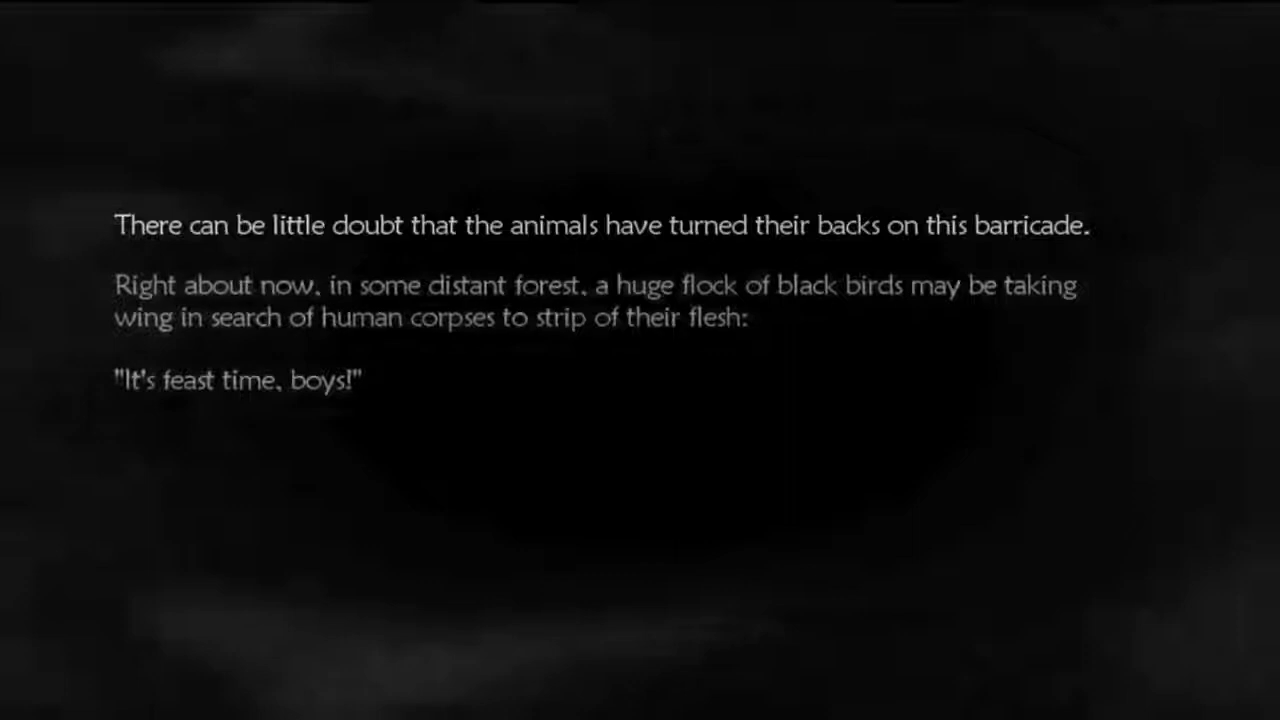 There can be little doubt that the animals have turned their backs on this barricade.
Right about now, in some distant forest, a huge flock of black birds may be taking
wing in search of human corpses to strip of their flesh:
"It's feast time, boys!"